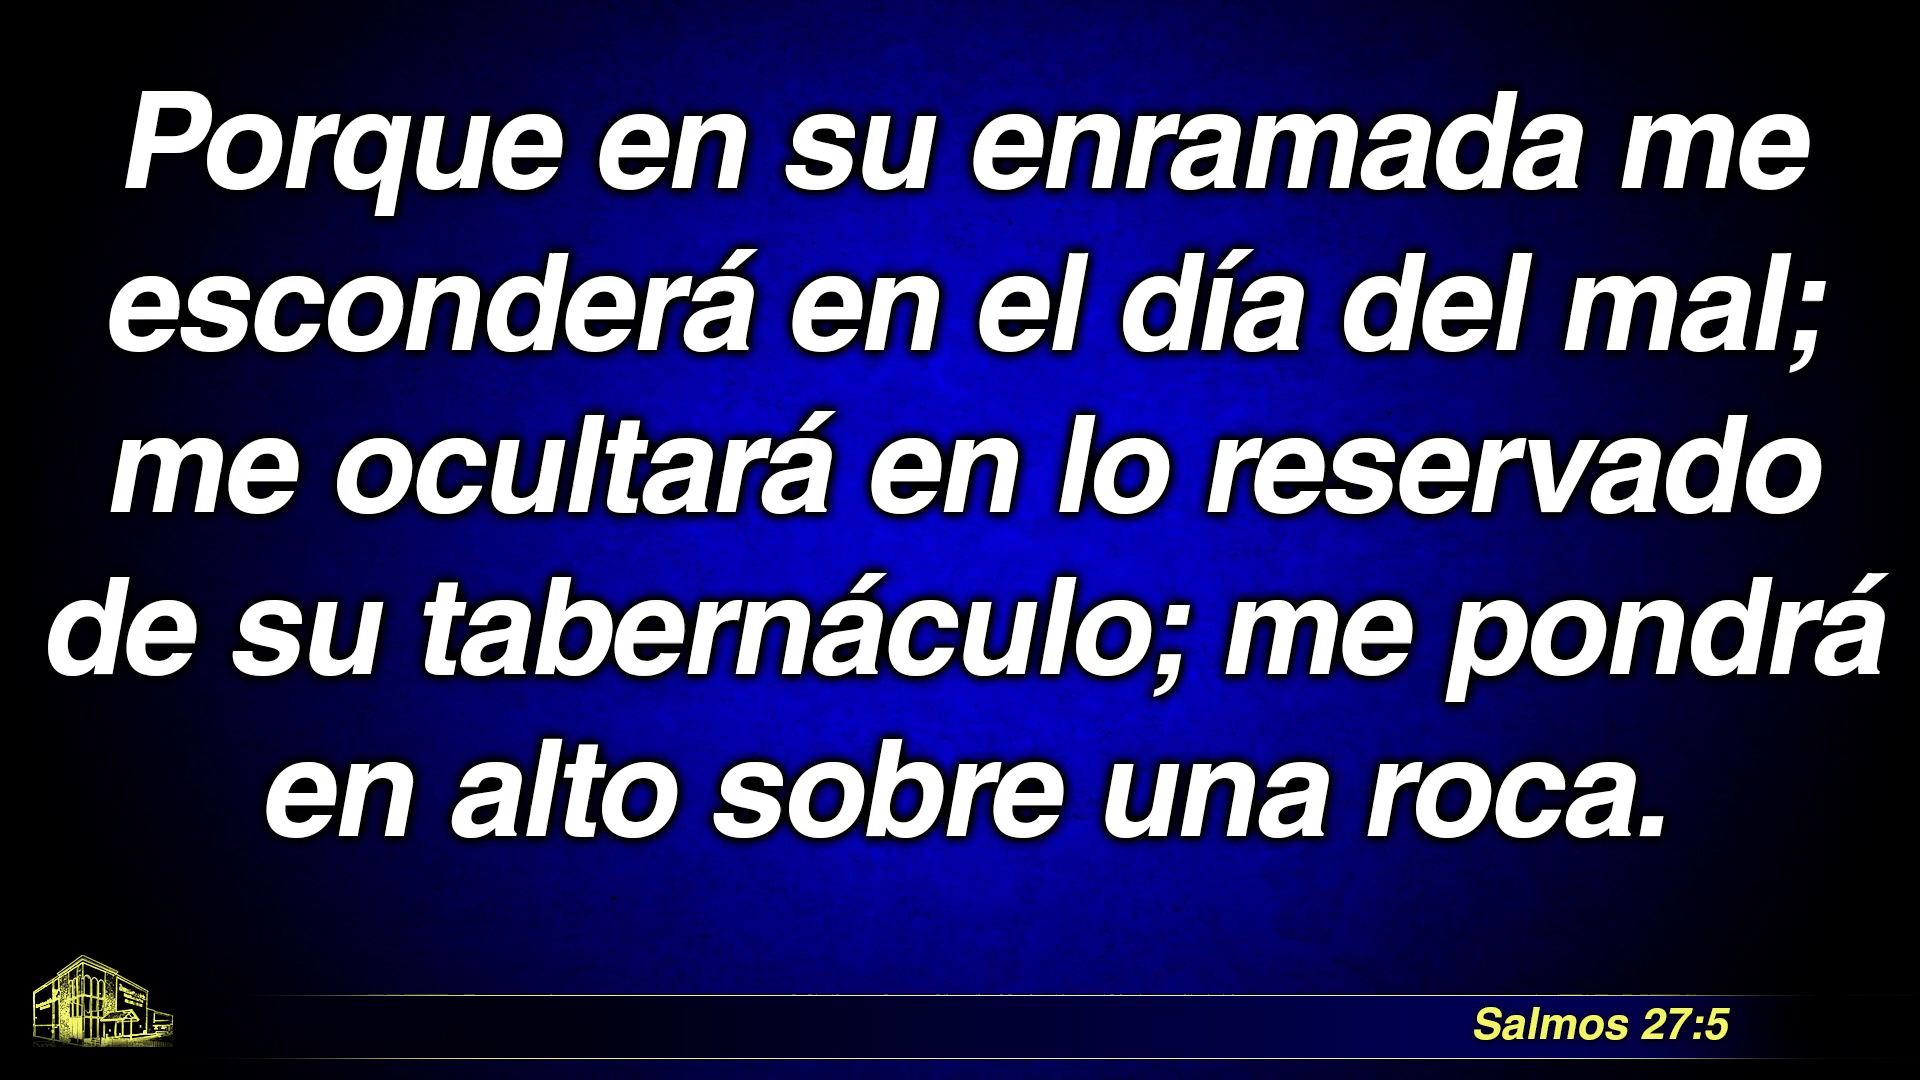 Porque en su enramada me
esconderá en el día del mal;
me ocultará en lo reservado
de su tabernáculo; me pondrá
en alto sobre una roca.
Salmos 27:5